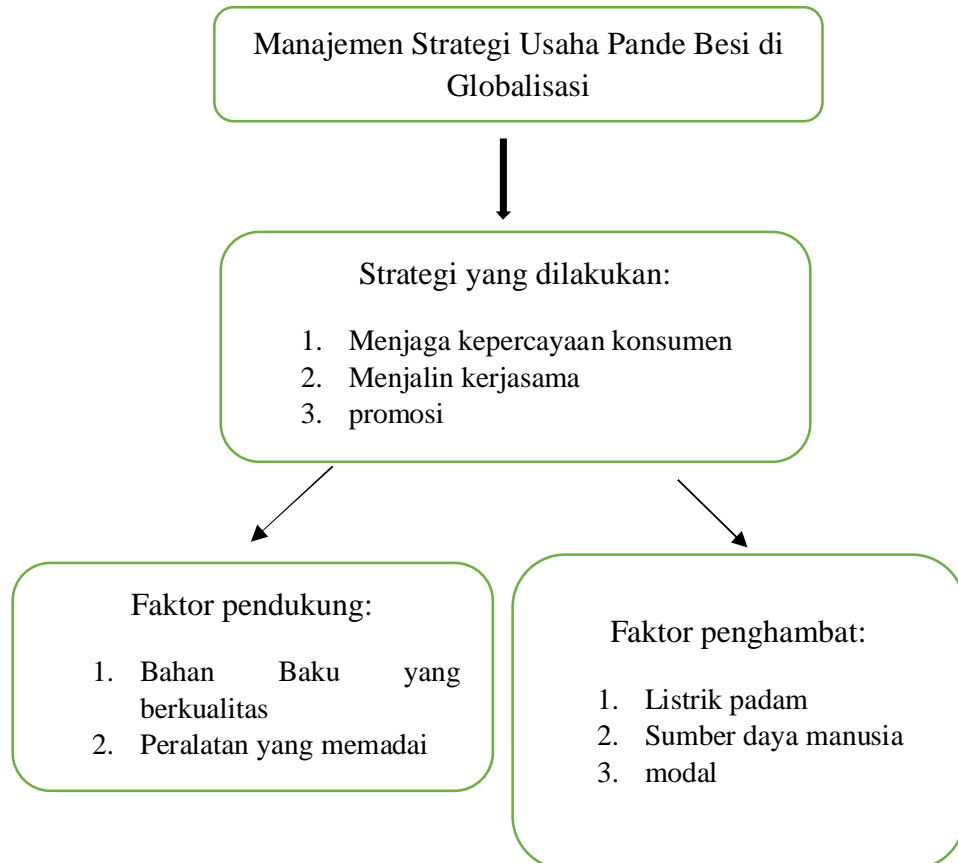 Manajemen Strategi Usaha Pande Besi di
Globalisasi
Strategi yang dilakukan:
1. Menjaga kepercayaan konsumen
2. Menjalin kerjasama
3. promosi
Faktor pendukung:
1. Bahan Baku yang
berkualitas
2. Peralatan yang memadai
Faktor penghambat:
1. Listrik padam
2. Sumber daya manusia
3. modal